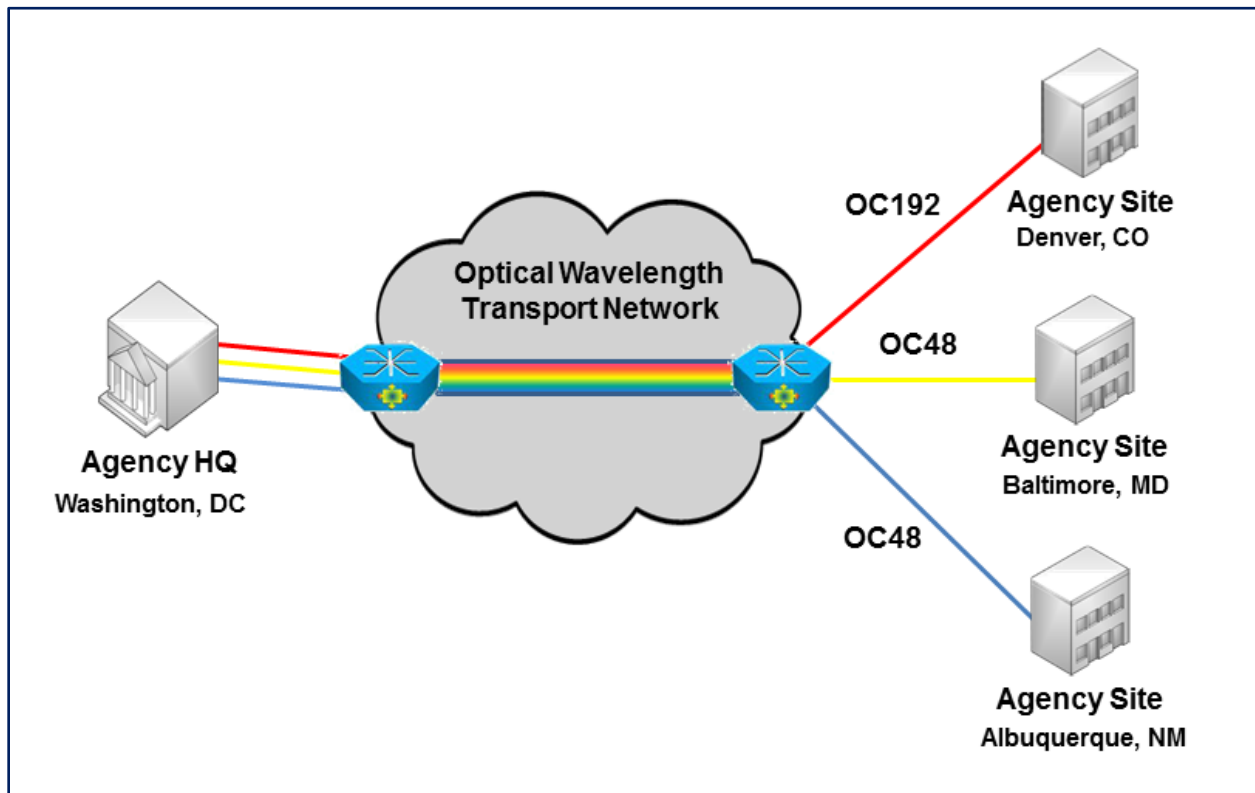 Optical Wavelength
Transport Network
Agency HQ
Washington, DC
OC192
Agency Site
Denver, CO
OC48
Agency Site
Baltimore, MD
OC48
Agency Site
Albuquerque, NM